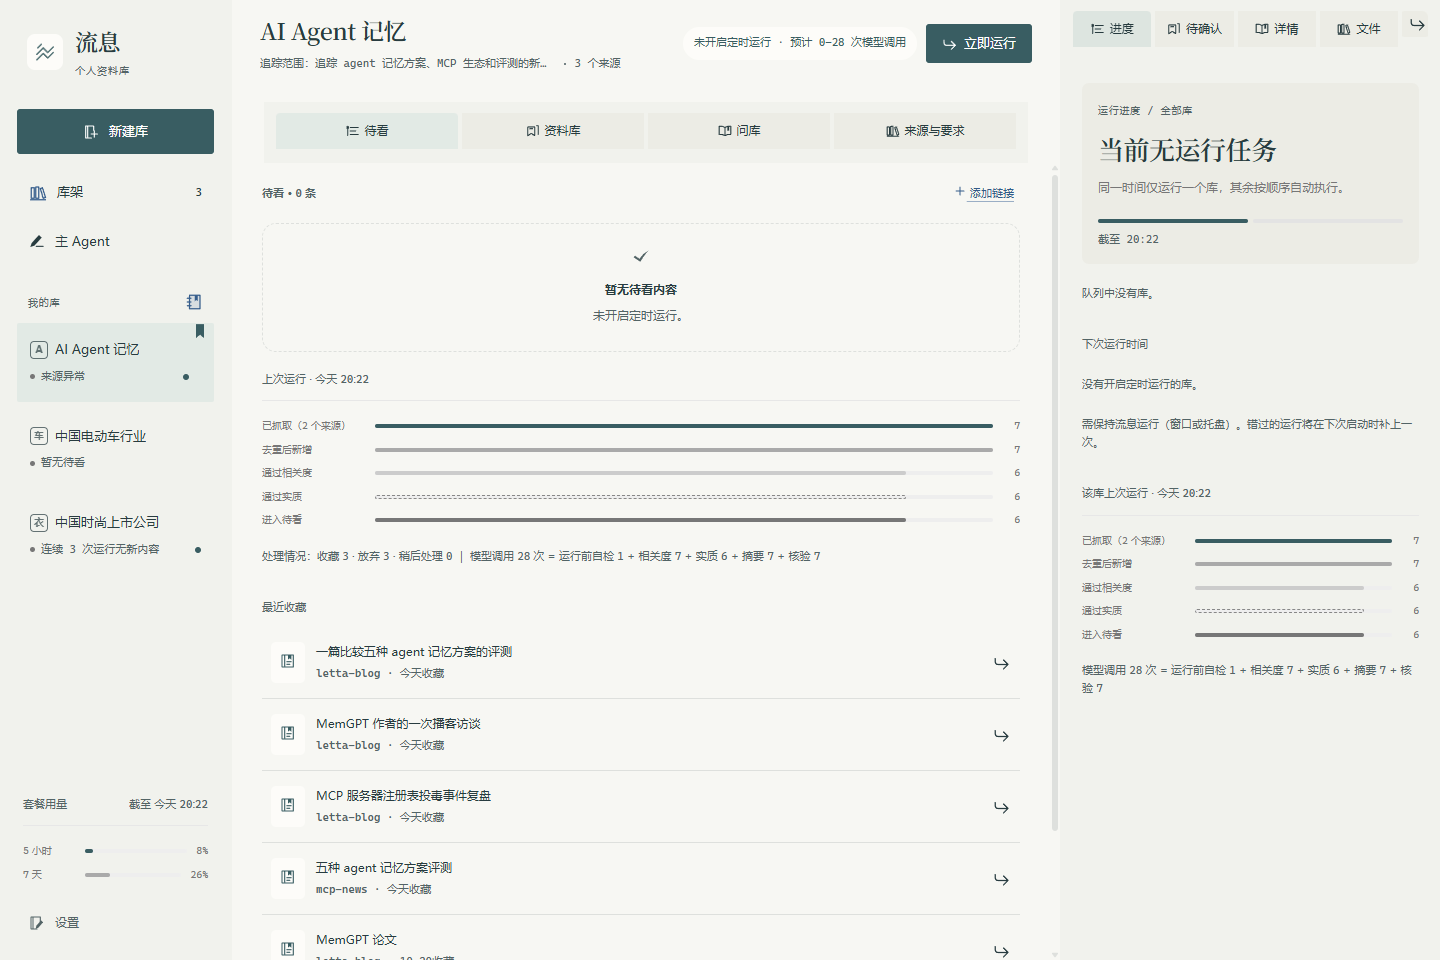 流息
个人资料库
新建库
库架 3
主 Agent
我的库
A AI Agent 记忆
来源异常
车 中国电动车行业
暂无待看
衣 中国时尚上市公司
连续 3 次运行无新内容
套餐用量 截至 今天 20:22
5 小时 8%
7 天 26%
设置
AI Agent 记忆
追踪范围：追踪 agent 记忆方案、MCP 生态和评测的新… · 3 个来源
未开启定时运行 · 预计 0–28 次模型调用
立即运行
待看
资料库
问库
来源与要求
待看 • 0 条
添加链接
暂无待看内容
未开启定时运行。
上次运行 · 今天 20:22
已抓取（2 个来源） 7
去重后新增 7
通过相关度 6
通过实质 6
进入待看 6
处理情况：收藏 3 · 放弃 3 · 稍后处理 0 | 模型调用 28 次 = 运行前自检 1 + 相关度 7 + 实质 6 + 摘要 7 + 核验 7
最近收藏
一篇比较五种 agent 记忆方案的评测
letta-blog · 今天收藏
MemGPT 作者的一次播客访谈
letta-blog · 今天收藏
MCP 服务器注册表投毒事件复盘
letta-blog · 今天收藏
五种 agent 记忆方案评测
mcp-news · 今天收藏
MemGPT 论文
进度
待确认
详情
文件
运行进度 / 全部库
当前无运行任务
同一时间仅运行一个库，其余按顺序自动执行。
截至 20:22
队列中没有库。
下次运行时间
没有开启定时运行的库。
需保持流息运行（窗口或托盘）。错过的运行将在下次启动时补上一
次。
该库上次运行 · 今天 20:22
已抓取（2 个来源） 7
去重后新增 7
通过相关度 6
通过实质 6
进入待看 6
模型调用 28 次 = 运行前自检 1 + 相关度 7 + 实质 6 + 摘要 7 + 核
验 7